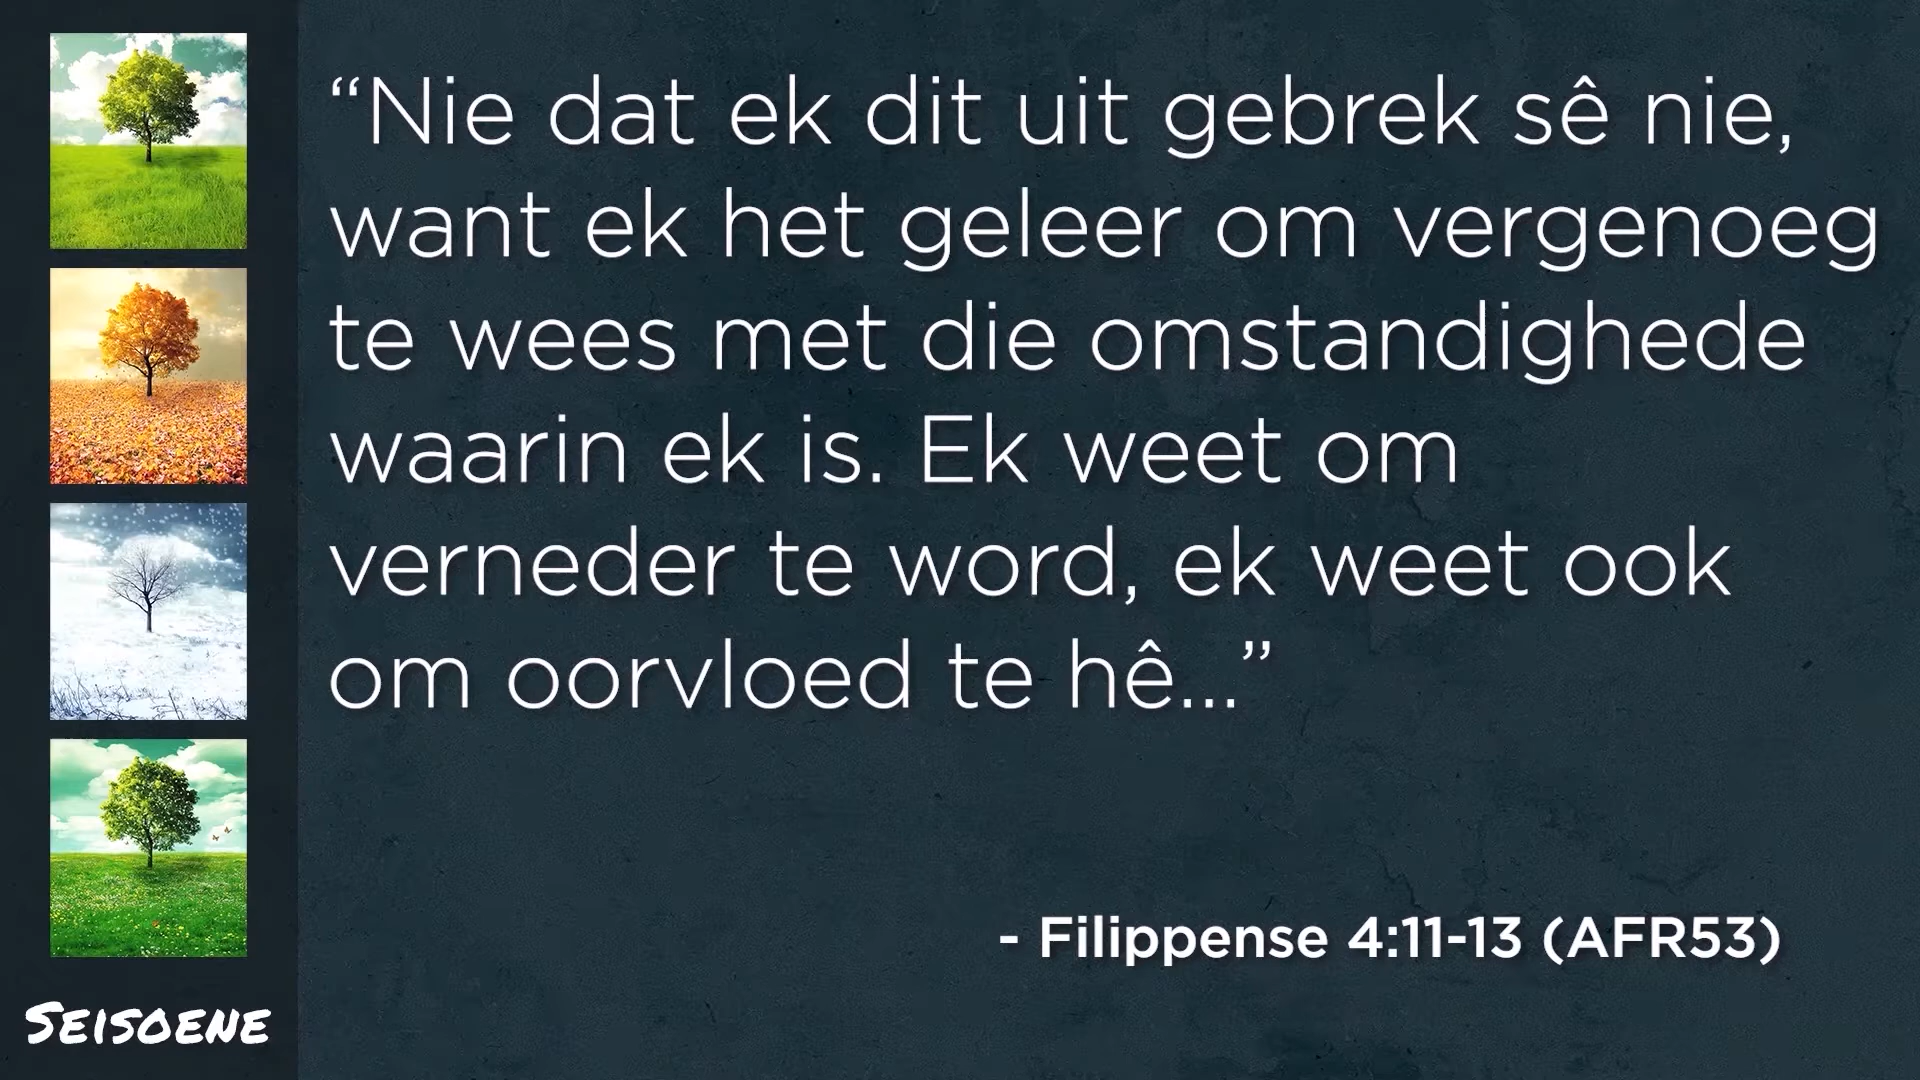 “Nie dat ek dit uit gebrek sê nie,
want ek het geleer om vergenoeg
te wees met die omstandighede
waarin ek is. Ek weet om
verneder te word, ek weet ook
om oorvloed te hê...”
- Filippense 4:11-13 (AFR53)
SEISOENE